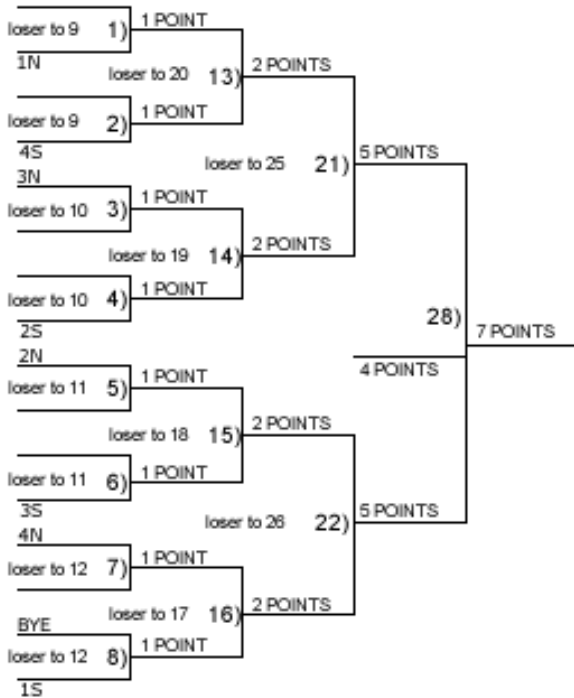 1 POINT
loser to 9 1)
1N
loser to 20 13) 2 POINTS
1 POINT
loser to 9 2)
4S
loser to 25 21) 5 POINTS
3N
1 POINT
loser to 10 3)
loser to 19 14) 2 POINTS
1 POINT
loser to 10 4)
2S
28) 7 POINTS
2N
4 POINTS
1 POINT
loser to 11 5)
loser to 18 15) 2 POINTS
1 POINT
loser to 11 6)
3S
loser to 26 22) 5 POINTS
4N
1 POINT
loser to 12 7)
loser to 17 16) 2 POINTS
BYE
1 POINT
loser to 12 8)
1S